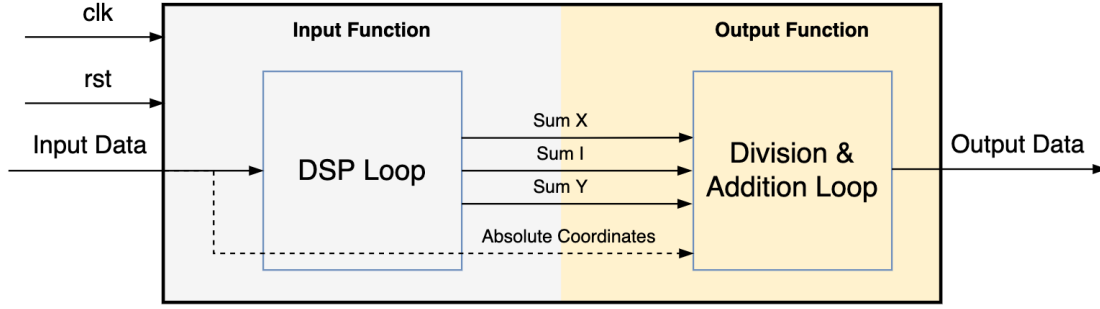 clk
rst
Input Data
Input Function
DSP Loop
Sum X
Sum I
Sum Y
Absolute Coordinates
Output Function
Division &
Addition Loop
Output Data